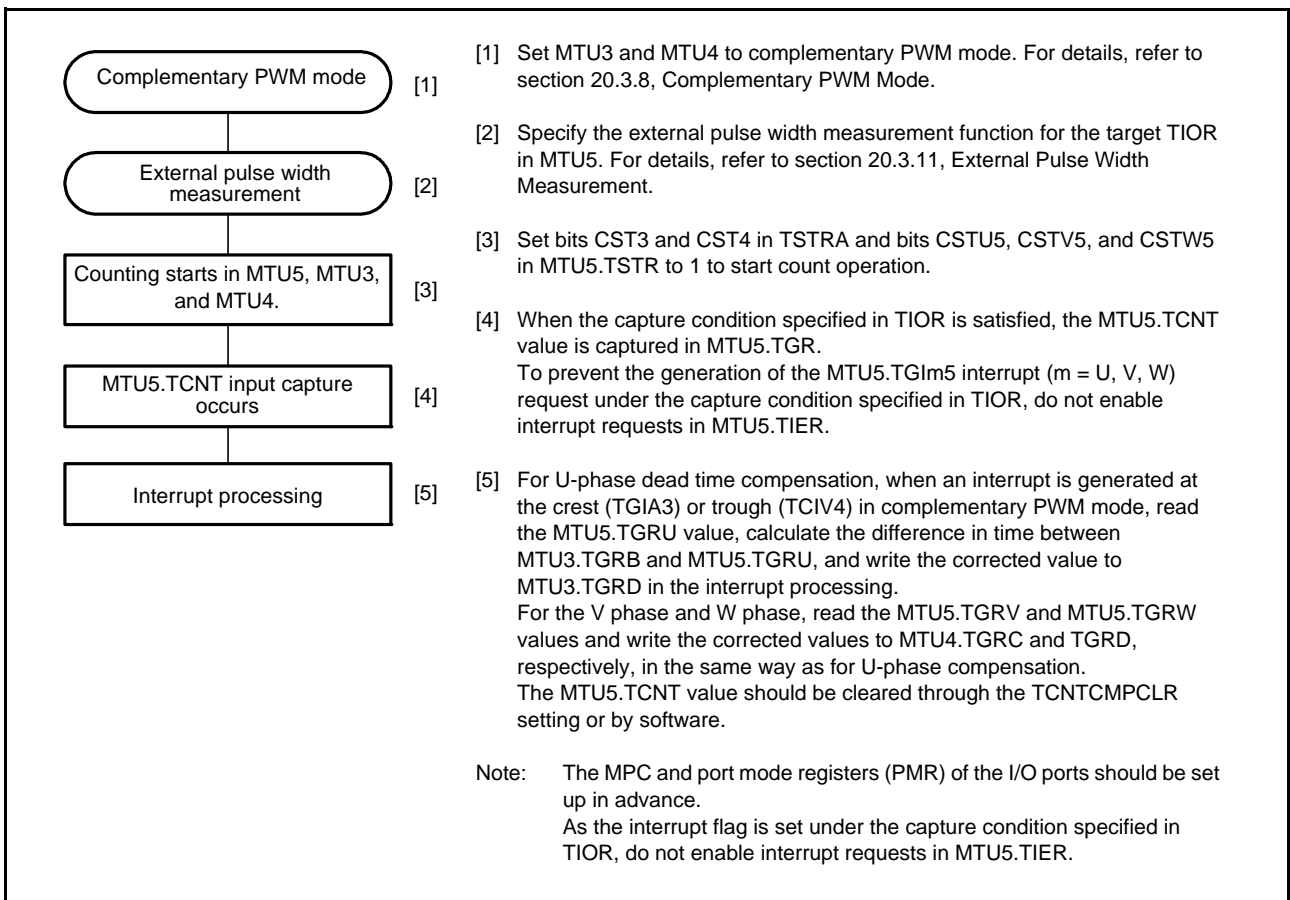 Complementary PWM mode
[1]
External pulse width
measurement
[2]
Counting starts in MTU5, MTU3,
and MTU4.
[3]
MTU5.TCNT input capture
occurs
[4]
Interrupt processing
[5]
[1] Set MTU3 and MTU4 to complementary PWM mode. For details, refer to
section 20.3.8, Complementary PWM Mode.
[2] Specify the external pulse width measurement function for the target TIOR
in MTU5. For details, refer to section 20.3.11, External Pulse Width
Measurement.
[3] Set bits CST3 and CST4 in TSTRA and bits CSTU5, CSTV5, and CSTW5
in MTU5.TSTR to 1 to start count operation.
[4] When the capture condition specified in TIOR is satisfied, the MTU5.TCNT
value is captured in MTU5.TGR.
To prevent the generation of the MTU5.TGIm5 interrupt (m = U, V, W)
request under the capture condition specified in TIOR, do not enable
interrupt requests in MTU5.TIER.
[5] For U-phase dead time compensation, when an interrupt is generated at
the crest (TGIA3) or trough (TCIV4) in complementary PWM mode, read
the MTU5.TGRU value, calculate the difference in time between
MTU3.TGRB and MTU5.TGRU, and write the corrected value to
MTU3.TGRD in the interrupt processing.
For the V phase and W phase, read the MTU5.TGRV and MTU5.TGRW
values and write the corrected values to MTU4.TGRC and TGRD,
respectively, in the same way as for U-phase compensation.
The MTU5.TCNT value should be cleared through the TCNTCMPCLR
setting or by software.
Note: The MPC and port mode registers (PMR) of the I/O ports should be set
up in advance.
As the interrupt flag is set under the capture condition specified in
TIOR, do not enable interrupt requests in MTU5.TIER.